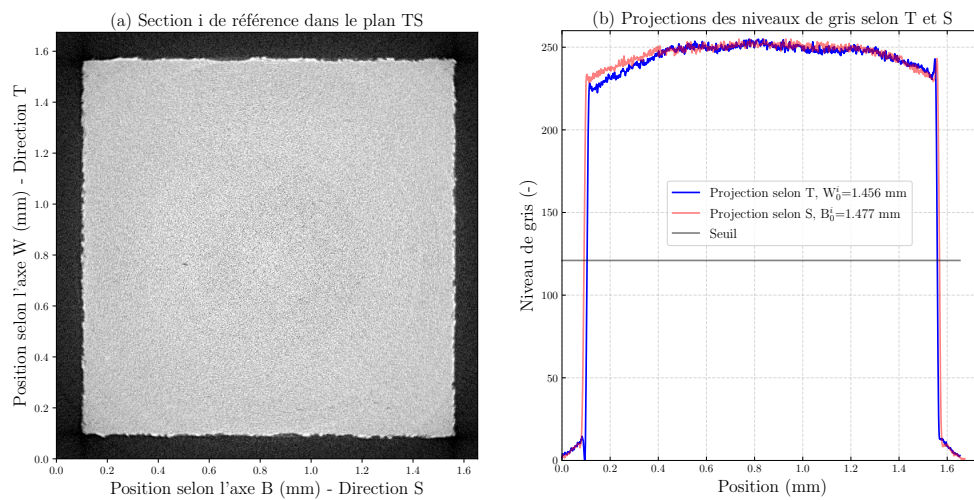 (a) Section i de référence dans le plan TS
1.6
1.4
1.2
1.0
0.8
0.6
0.4
0.2
0.0
Position selon l'axe W (mm) - Direction T
0.0 0.2 0.4 0.6 0.8 1.0 1.2 1.4 1.6
Position selon l'axe B (mm) - Direction S
(b) Projections des niveaux de gris selon T et S
250
200
150
100
50
0
Niveau de gris (-)
Projection selon T, W₀ⁱ=1.456 mm
Projection selon S, B₀ⁱ=1.477 mm
Seuil
0.0 0.2 0.4 0.6 0.8 1.0 1.2 1.4 1.6
Position (mm)